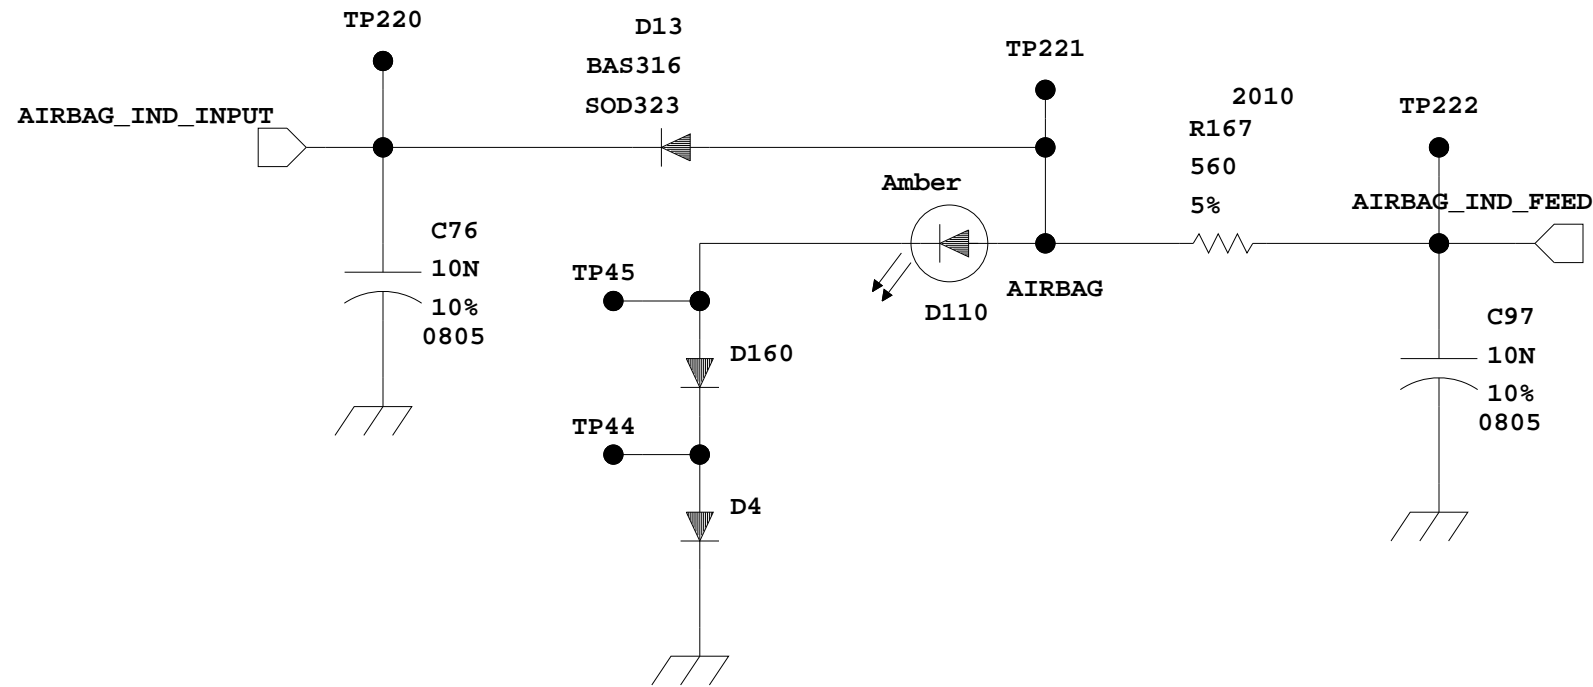 TP220
D13
BAS316
SOD323
AIRBAG_IND_INPUT
TP221
2010
R167
560
5%
TP222
AIRBAG_IND_FEED
Amber
C76
10N
10%
0805
TP45
AIRBAG
D110
D160
C97
10N
10%
0805
TP44
D4